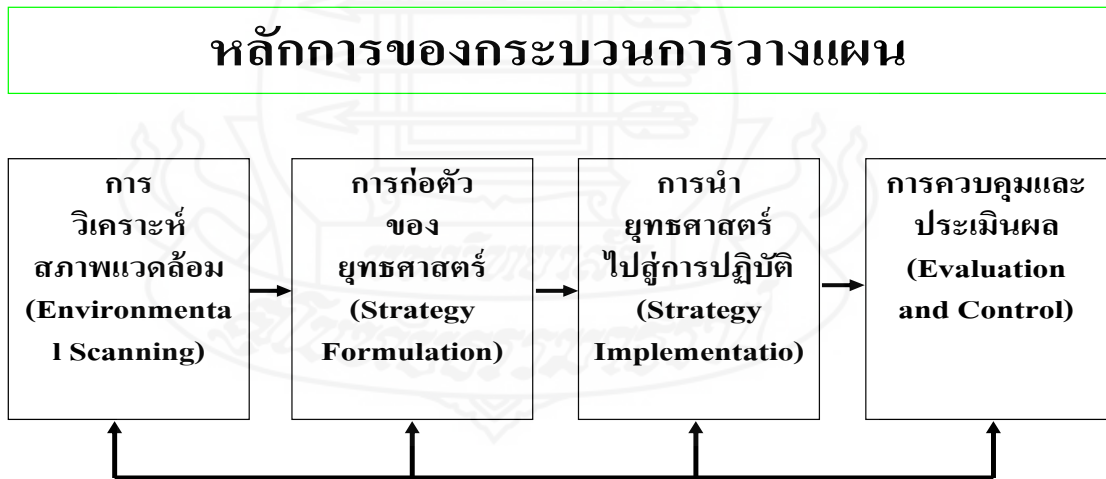 หลักการของกระบวนการวางแผน
การ
วิเคราะห์
สภาพแวดล้อม
(Environmenta
l Scanning)
การก่อตัว
ของ
ยุทธศาสตร์
(Strategy
Formulation)
การนำ
ยุทธศาสตร์
ไปสู่การปฏิบัติ
(Strategy
Implementatio)
การควบคุมและ
ประเมินผล
(Evaluation
and Control)